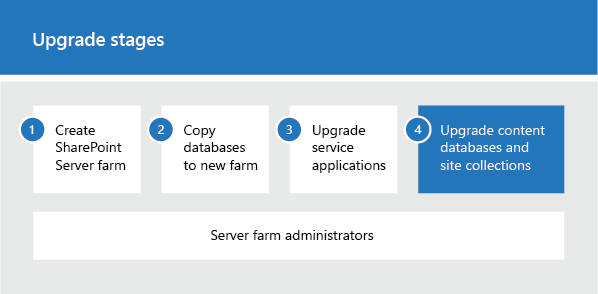 Upgrade stages
1
Create
SharePoint
Server farm
2
Copy
databases
to new farm
3
Upgrade
service
applications
4
Upgrade content
databases and
site collections
Server farm administrators